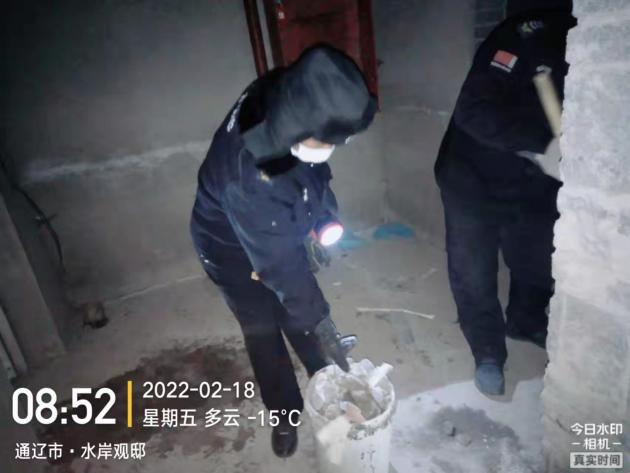 08:52
2022-02-18
星期五 多云 -15°C
通辽市·水岸观邸
今日水印
-相机-
真实时间